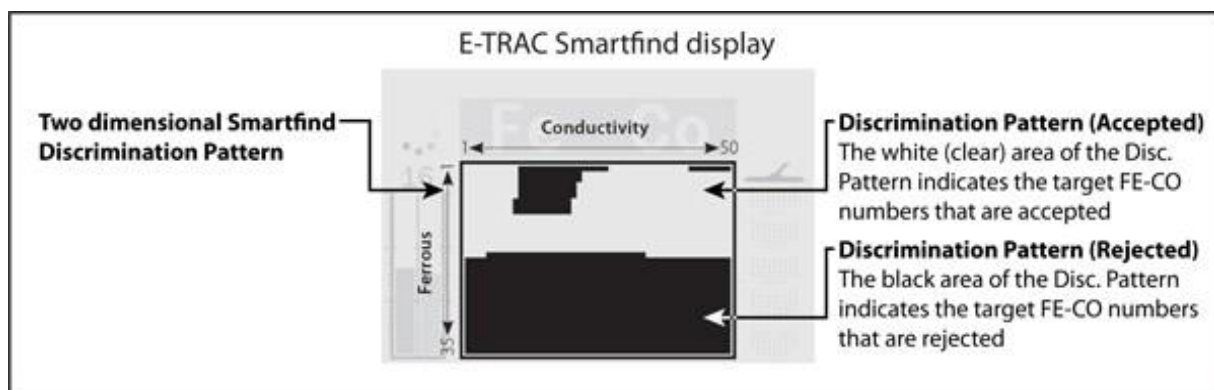 E-TRAC Smartfind display
Two dimensional Smartfind
Discrimination Pattern
Fe Co
Conductivity
1
50
1
Ferrous
35
Discrimination Pattern (Accepted)
The white (clear) area of the Disc.
Pattern indicates the target FE-CO
numbers that are accepted
Discrimination Pattern (Rejected)
The black area of the Disc. Pattern
indicates the target FE-CO numbers
that are rejected